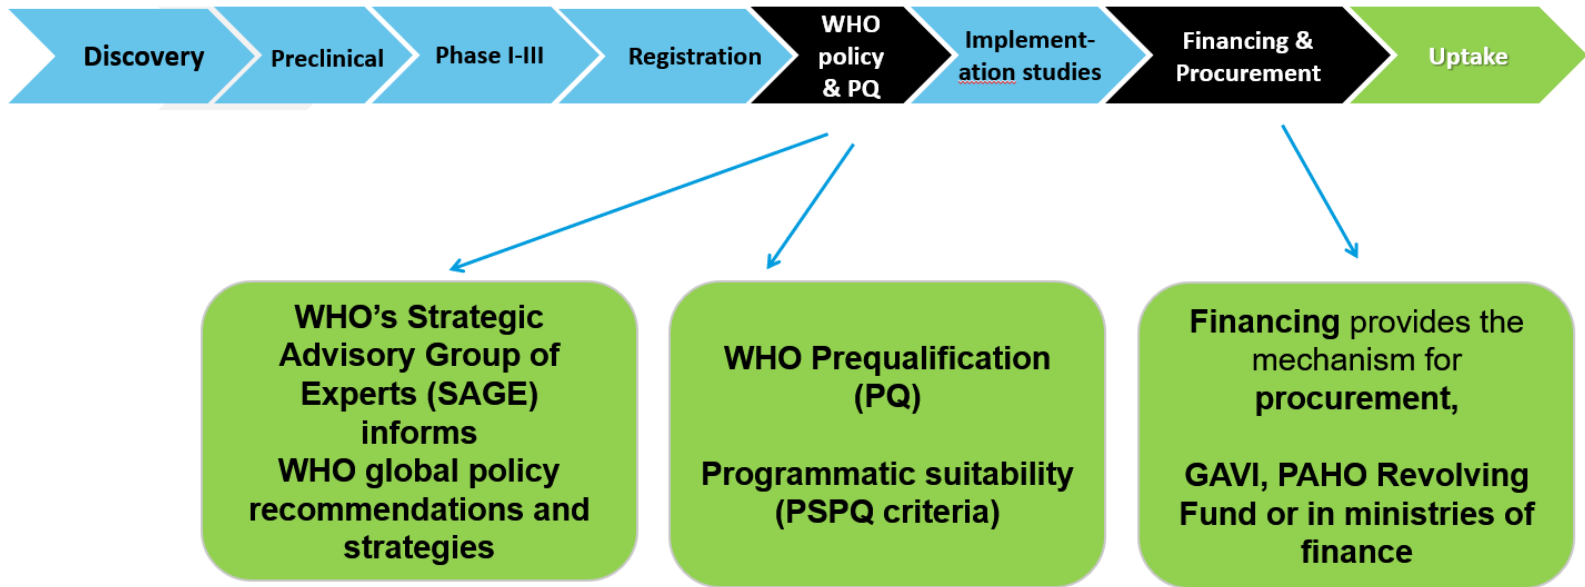 Discovery
Preclinical
Phase I-III
Registration
WHO
policy
& PQ
Implement-
ation studies
Financing &
Procurement
Uptake
WHO's Strategic
Advisory Group of
Experts (SAGE)
informs
WHO global policy
recommendations and
strategies
WHO Prequalification
(PQ)
Programmatic suitability
(PSPQ criteria)
Financing provides the
mechanism for
procurement,
GAVI, PAHO Revolving
Fund or in ministries of
finance